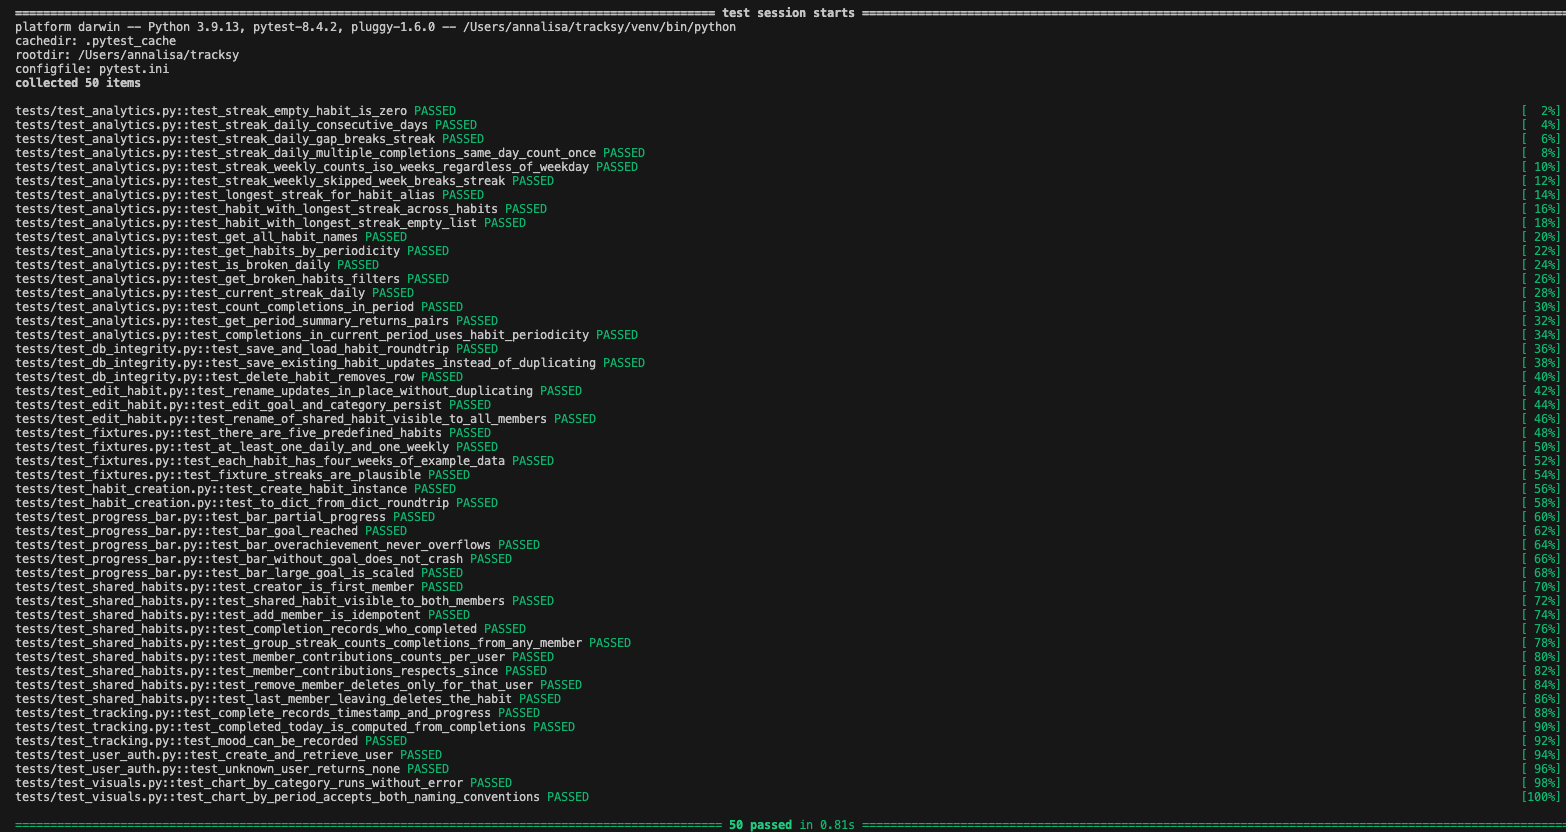 test session starts
platform darwin -- Python 3.9.13, pytest-8.4.2, pluggy-1.6.0 -- /Users/annalisa/tracksy/venv/bin/python
cachedir: .pytest_cache
rootdir: /Users/annalisa/tracksy
configfile: pytest.ini
collected 50 items
tests/test_analytics.py::test_streak_empty_habit_is_zero PASSED [  2%]
tests/test_analytics.py::test_streak_daily_consecutive_days PASSED [  4%]
tests/test_analytics.py::test_streak_daily_gap_breaks_streak PASSED [  6%]
tests/test_analytics.py::test_streak_daily_multiple_completions_same_day_count_once PASSED [  8%]
tests/test_analytics.py::test_streak_weekly_counts_iso_weeks_regardless_of_weekday PASSED [ 10%]
tests/test_analytics.py::test_streak_weekly_skipped_week_breaks_streak PASSED [ 12%]
tests/test_analytics.py::test_longest_streak_for_habit_alias PASSED [ 14%]
tests/test_analytics.py::test_habit_with_longest_streak_across_habits PASSED [ 16%]
tests/test_analytics.py::test_habit_with_longest_streak_empty_list PASSED [ 18%]
tests/test_analytics.py::test_get_all_habit_names PASSED [ 20%]
tests/test_analytics.py::test_get_habits_by_periodicity PASSED [ 22%]
tests/test_analytics.py::test_is_broken_daily PASSED [ 24%]
tests/test_analytics.py::test_get_broken_habits_filters PASSED [ 26%]
tests/test_analytics.py::test_current_streak_daily PASSED [ 28%]
tests/test_analytics.py::test_count_completions_in_period PASSED [ 30%]
tests/test_analytics.py::test_get_period_summary_returns_pairs PASSED [ 32%]
tests/test_analytics.py::test_completions_in_current_period_uses_habit_periodicity PASSED [ 34%]
tests/test_db_integrity.py::test_save_and_load_habit_roundtrip PASSED [ 36%]
tests/test_db_integrity.py::test_save_existing_habit_updates_instead_of_duplicating PASSED [ 38%]
tests/test_db_integrity.py::test_delete_habit_removes_row PASSED [ 40%]
tests/test_edit_habit.py::test_rename_updates_in_place_without_duplicating PASSED [ 42%]
tests/test_edit_habit.py::test_edit_goal_and_category_persist PASSED [ 44%]
tests/test_edit_habit.py::test_rename_of_shared_habit_visible_to_all_members PASSED [ 46%]
tests/test_fixtures.py::test_there_are_five_predefined_habits PASSED [ 48%]
tests/test_fixtures.py::test_at_least_one_daily_and_one_weekly PASSED [ 50%]
tests/test_fixtures.py::test_each_habit_has_four_weeks_of_example_data PASSED [ 52%]
tests/test_fixtures.py::test_fixture_streaks_are_plausible PASSED [ 54%]
tests/test_habit_creation.py::test_create_habit_instance PASSED [ 56%]
tests/test_habit_creation.py::test_to_dict_from_dict_roundtrip PASSED [ 58%]
tests/test_progress_bar.py::test_bar_partial_progress PASSED [ 60%]
tests/test_progress_bar.py::test_bar_goal_reached PASSED [ 62%]
tests/test_progress_bar.py::test_bar_overachievement_never_overflows PASSED [ 64%]
tests/test_progress_bar.py::test_bar_without_goal_does_not_crash PASSED [ 66%]
tests/test_progress_bar.py::test_bar_large_goal_is_scaled PASSED [ 68%]
tests/test_shared_habits.py::test_creator_is_first_member PASSED [ 70%]
tests/test_shared_habits.py::test_shared_habit_visible_to_both_members PASSED [ 72%]
tests/test_shared_habits.py::test_add_member_is_idempotent PASSED [ 74%]
tests/test_shared_habits.py::test_completion_records_who_completed PASSED [ 76%]
tests/test_shared_habits.py::test_group_streak_counts_completions_from_any_member PASSED [ 78%]
tests/test_shared_habits.py::test_member_contributions_counts_per_user PASSED [ 80%]
tests/test_shared_habits.py::test_member_contributions_respects_since PASSED [ 82%]
tests/test_shared_habits.py::test_remove_member_deletes_only_for_that_user PASSED [ 84%]
tests/test_shared_habits.py::test_last_member_leaving_deletes_the_habit PASSED [ 86%]
tests/test_tracking.py::test_complete_records_timestamp_and_progress PASSED [ 88%]
tests/test_tracking.py::test_completed_today_is_computed_from_completions PASSED [ 90%]
tests/test_tracking.py::test_mood_can_be_recorded PASSED [ 92%]
tests/test_user_auth.py::test_create_and_retrieve_user PASSED [ 94%]
tests/test_user_auth.py::test_unknown_user_returns_none PASSED [ 96%]
tests/test_visuals.py::test_chart_by_category_runs_without_error PASSED [ 98%]
tests/test_visuals.py::test_chart_by_period_accepts_both_naming_conventions PASSED [100%]
50 passed in 0.81s